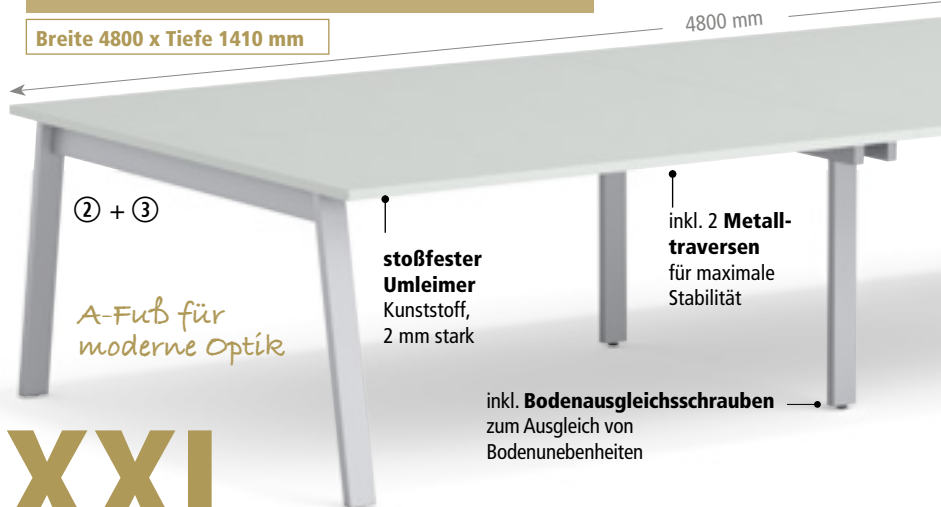 Breite 4800 x Tiefe 1410 mm
4800 mm
② + ③
stoßfester
Umleimer
Kunststoff,
2 mm stark
inkl. 2 Metall-
traversen
für maximale
Stabilität
A-Fuß für
moderne Optik
inkl. Bodenausgleichsschrauben
zum Ausgleich von
Bodenunebenheiten
XXL